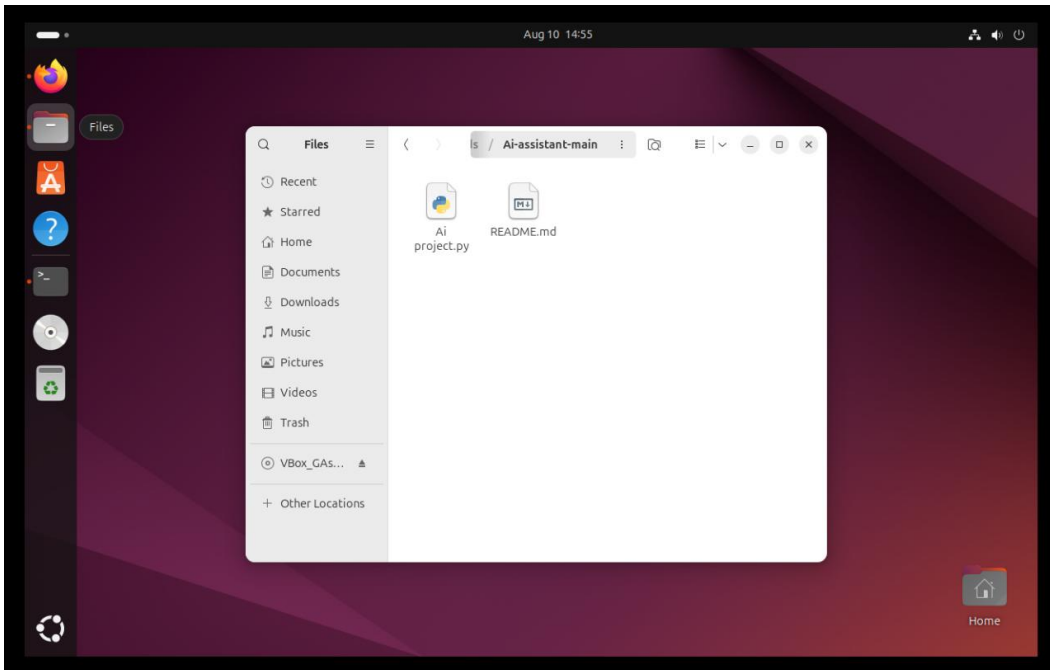 Aug 10 14:55
Files
Files
ls / Ai-assistant-main
Recent
Starred
Home
Documents
Downloads
Music
Pictures
Videos
Trash
VBox_GAs...
Other Locations
Ai
project.py
M↓
README.md
Home